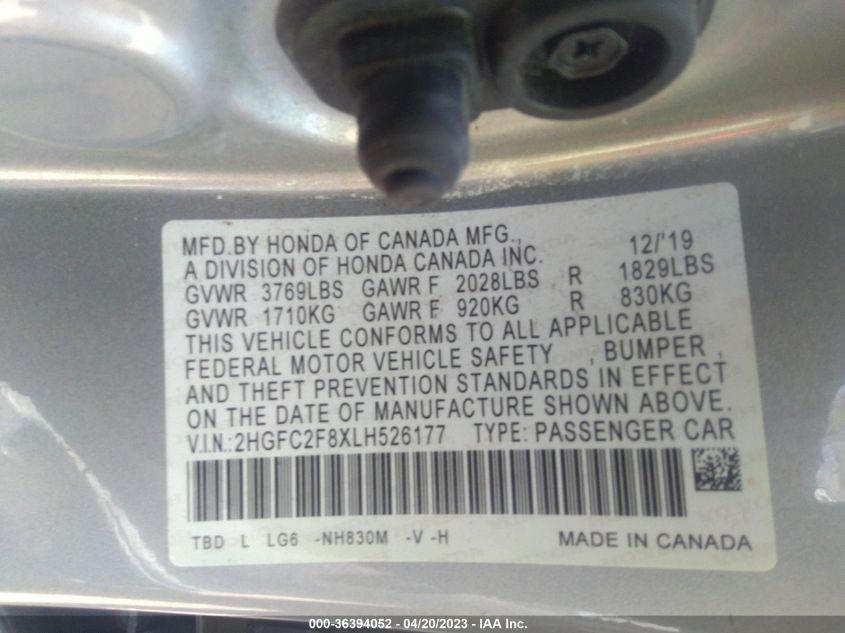 MFD.BY HONDA OF CANADA MFG., 12/'19
A DIVISION OF HONDA CANADA INC.
GVWR 3769LBS GAWR F 2028LBS R 1829LBS
GVWR 1710KG GAWR F 920KG R 830KG
THIS VEHICLE CONFORMS TO ALL APPLICABLE
FEDERAL MOTOR VEHICLE SAFETY , BUMPER ,
AND THEFT PREVENTION STANDARDS IN EFFECT
ON THE DATE OF MANUFACTURE SHOWN ABOVE.
V.I.N.:2HGFC2F8XLH526177 TYPE: PASSENGER CAR
TBD L LG6 -NH830M -V -H MADE IN CANADA
000-36394052 - 04/20/2023 - IAA Inc.